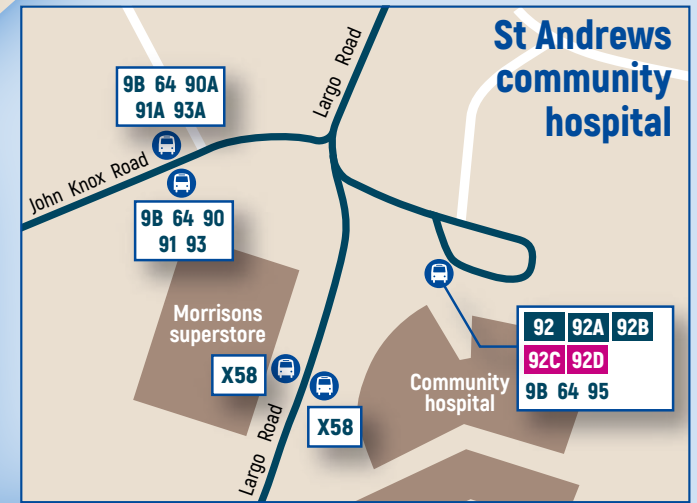 St Andrews
community
hospital
Largo Road
9B 64 90A
91A 93A
John Knox Road
9B 64 90
91 93
Morrisons
superstore
X58
X58
Largo Road
Community
hospital
92 92A 92B
92C 92D
9B 64 95